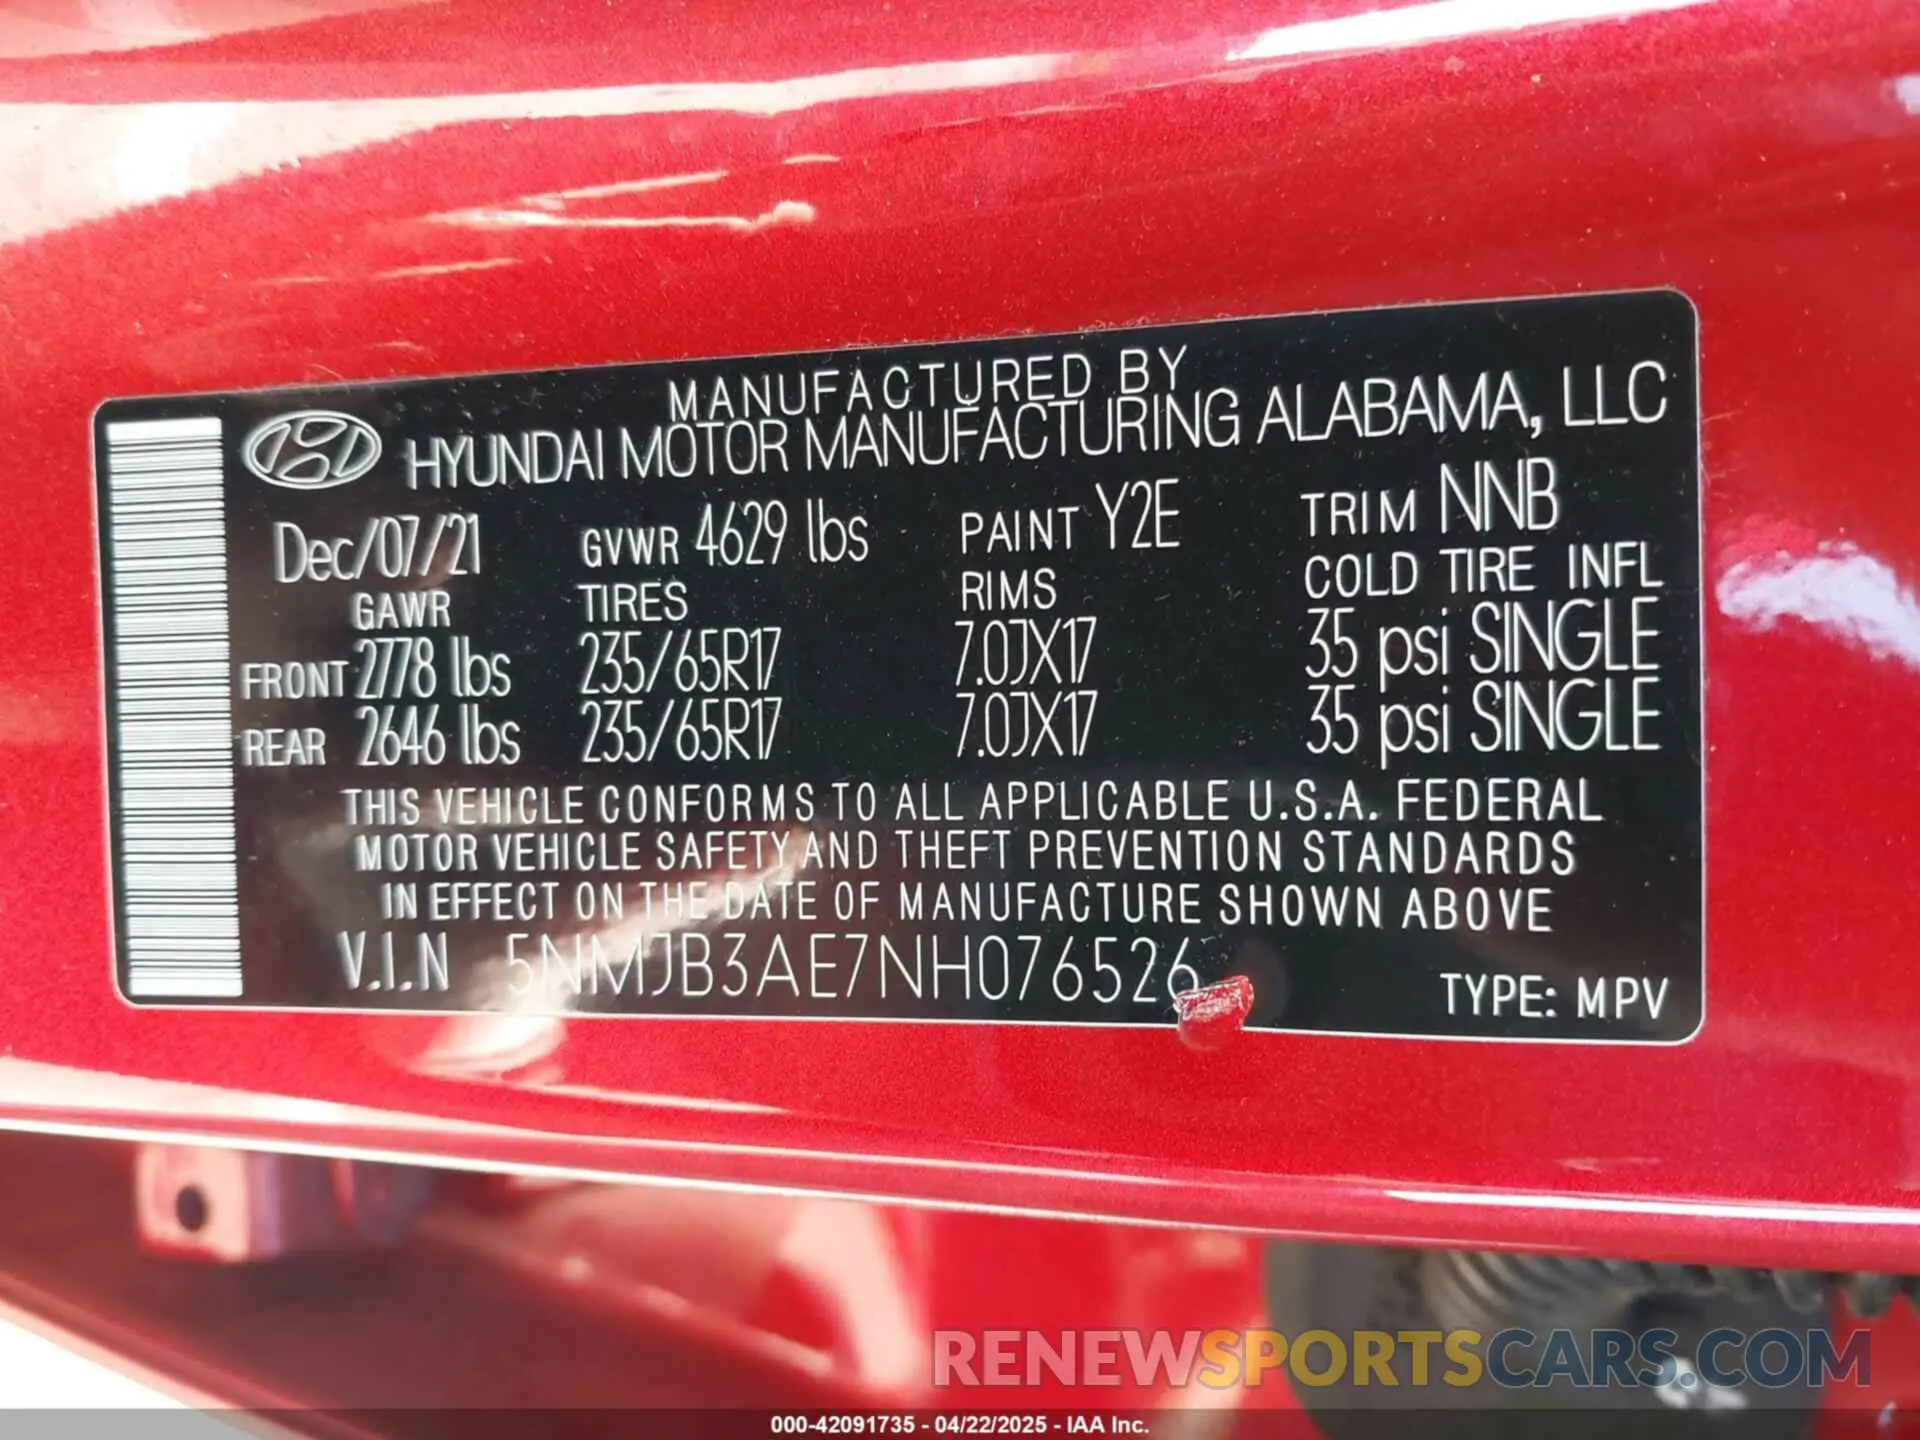 MANUFACTURED BY
HYUNDAI MOTOR MANUFACTURING ALABAMA, LLC
Dec/07/21 GVWR 4629 lbs PAINT Y2E TRIM NNB
GAWR TIRES RIMS COLD TIRE INFL
FRONT 2778 lbs 235/65R17 7.0JX17 35 psi SINGLE
REAR 2646 lbs 235/65R17 7.0JX17 35 psi SINGLE
THIS VEHICLE CONFORMS TO ALL APPLICABLE U.S.A. FEDERAL
MOTOR VEHICLE SAFETY AND THEFT PREVENTION STANDARDS
IN EFFECT ON THE DATE OF MANUFACTURE SHOWN ABOVE
V.I.N 5NMJB3AE7NH076526 TYPE: MPV
RENEWSPORTSCARS.COM
000-42091735 - 04/22/2025 - IAA Inc.